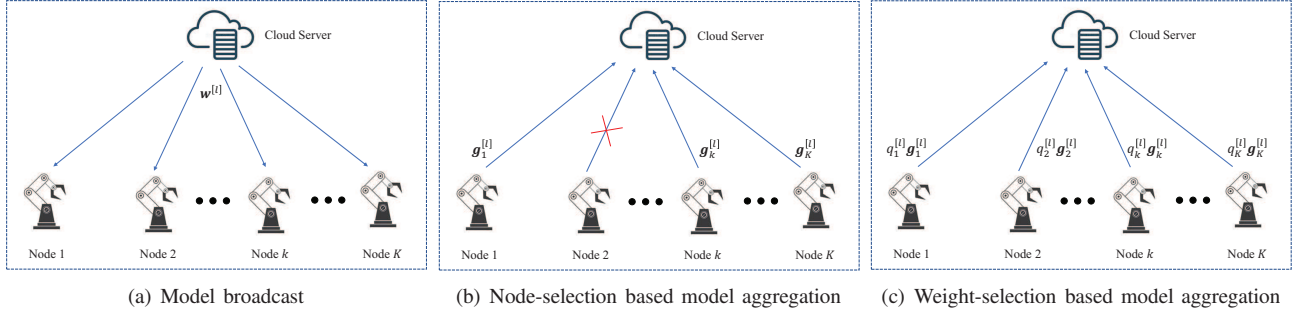 Cloud Server
w^[l]
Node 1 Node 2 Node k Node K
(a) Model broadcast
Cloud Server
g_1^[l] g_k^[l] g_K^[l]
Node 1 Node 2 Node k Node K
(b) Node-selection based model aggregation
Cloud Server
q_1^[l] g_1^[l] q_2^[l] g_2^[l] q_k^[l] g_k^[l] q_K^[l] g_K^[l]
Node 1 Node 2 Node k Node K
(c) Weight-selection based model aggregation